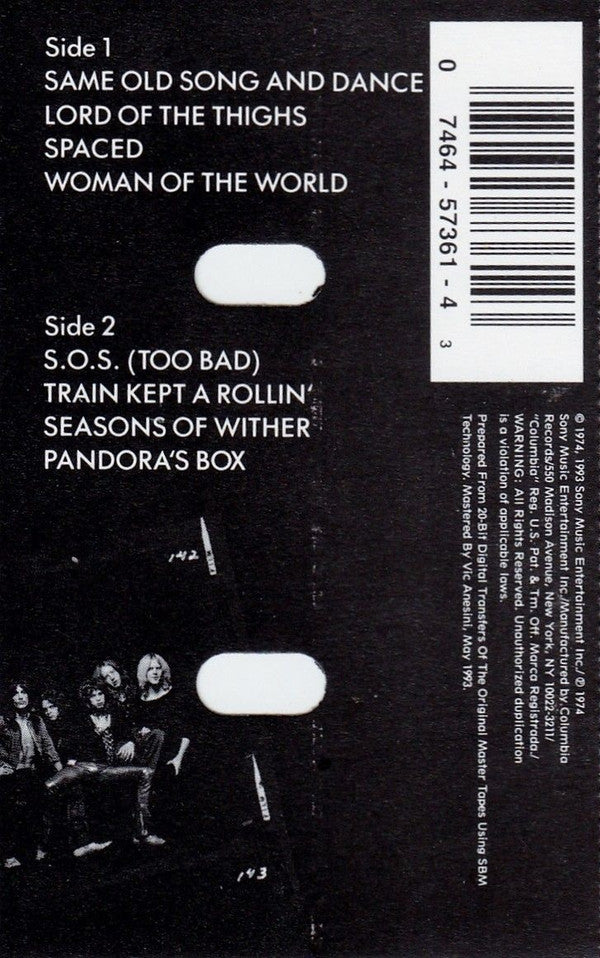 Side 1
SAME OLD SONG AND DANCE
LORD OF THE THIGHS
SPACED
WOMAN OF THE WORLD
Side 2
S.O.S. (TOO BAD)
TRAIN KEPT A ROLLIN'
SEASONS OF WITHER
PANDORA'S BOX
142
143
0 7464-57361-4 3
© 1974, 1993 Sony Music Entertainment Inc./℗ 1974
Sony Music Entertainment Inc./Manufactured by Columbia
Records/550 Madison Avenue, New York, NY 10022-3211/
"Columbia" Reg. U.S. Pat. & Tm. Off. Marca Registrada./
WARNING: All Rights Reserved. Unauthorized duplication
is a violation of applicable laws.
Prepared From 20-Bit Digital Transfers Of The Original Master Tapes Using SBM
Technology. Mastered By Vic Anesini, May 1993.